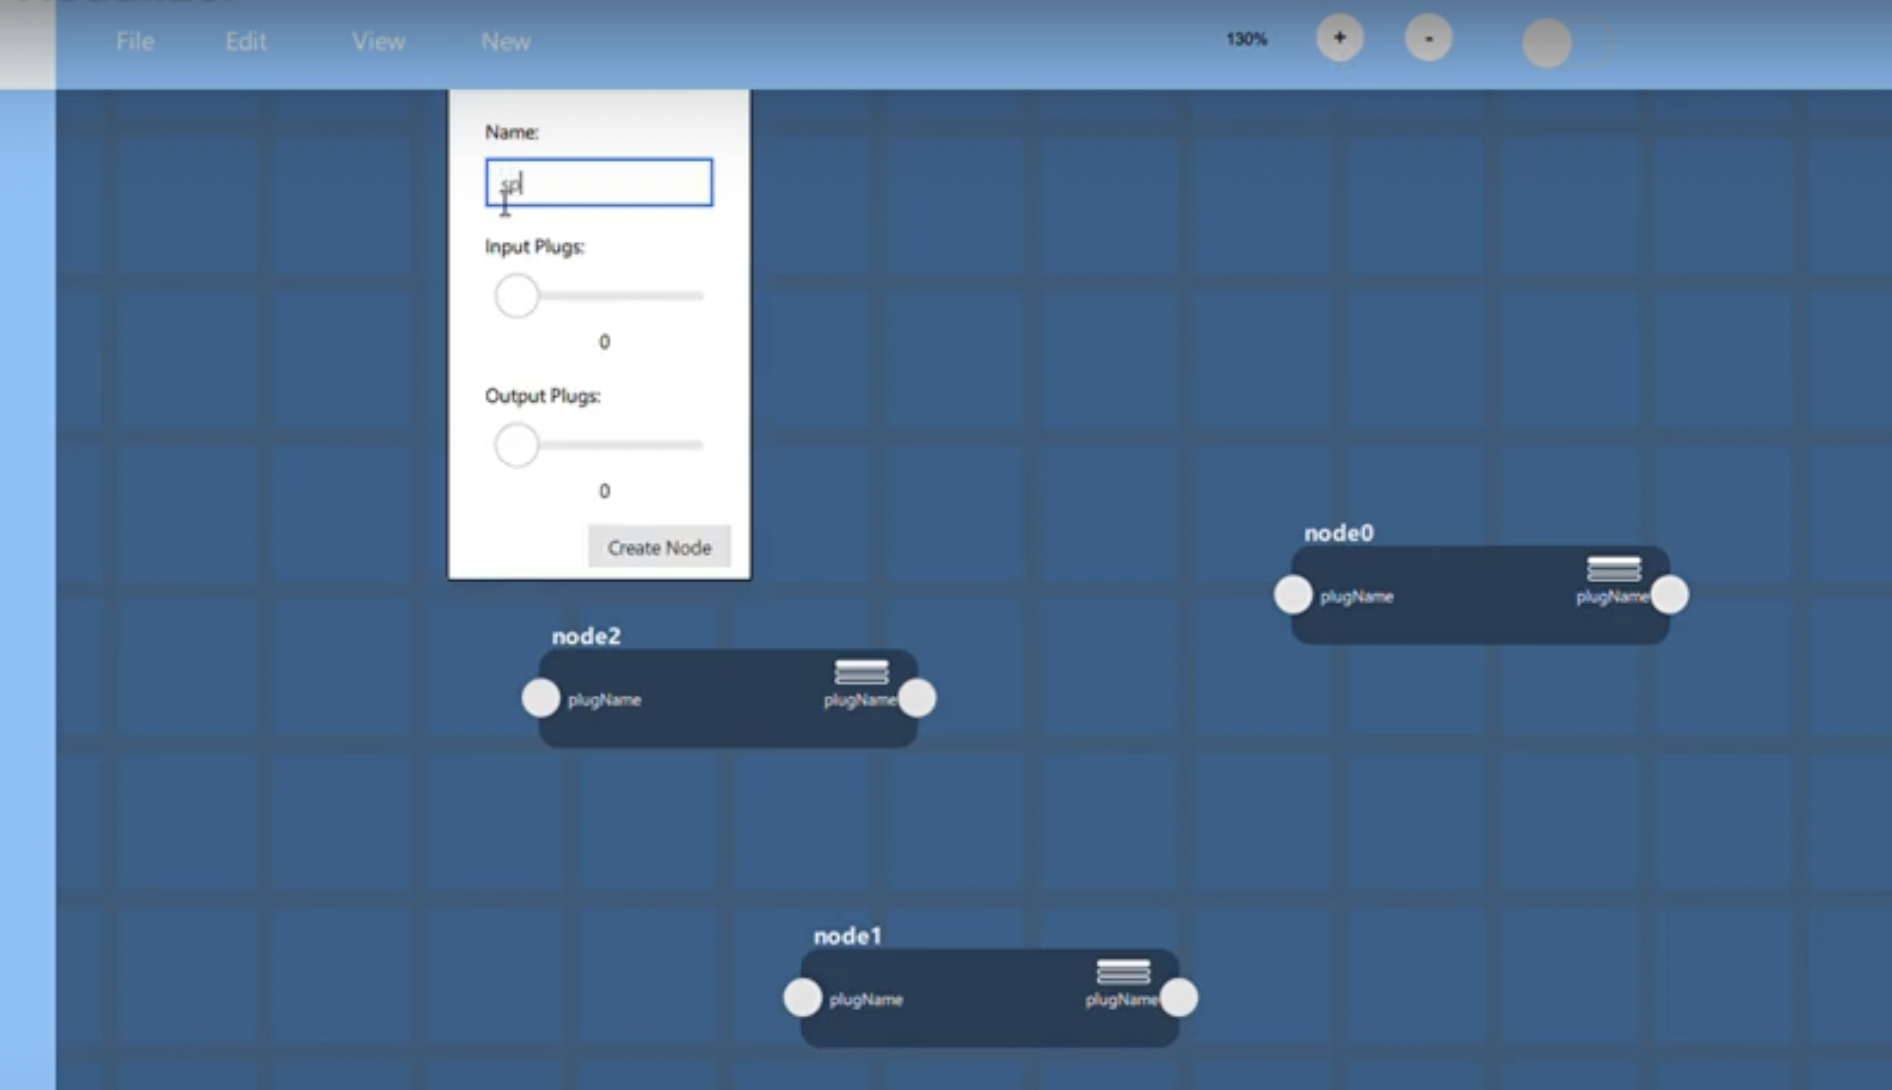 File Edit View New 130% + -
Name:
sp
Input Plugs:
0
Output Plugs:
0
Create Node
node0
plugName plugName
node2
plugName plugName
node1
plugName plugName